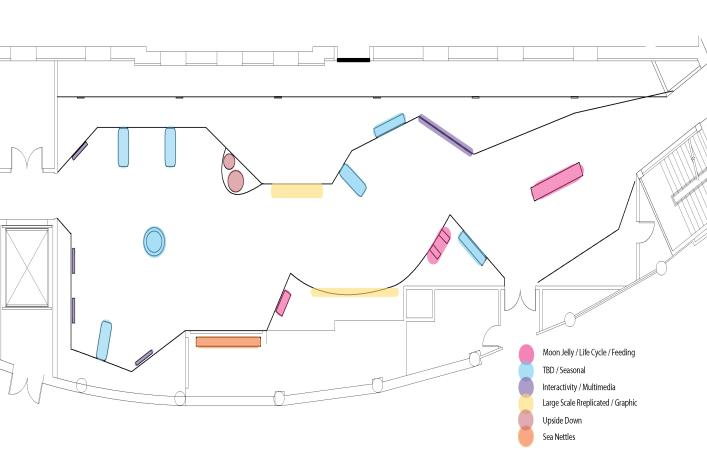 Moon Jelly / Life Cycle / Feeding
TBD / Seasonal
Interactivity / Multimedia
Large Scale Rreplicated / Graphic
Upside Down
Sea Nettles